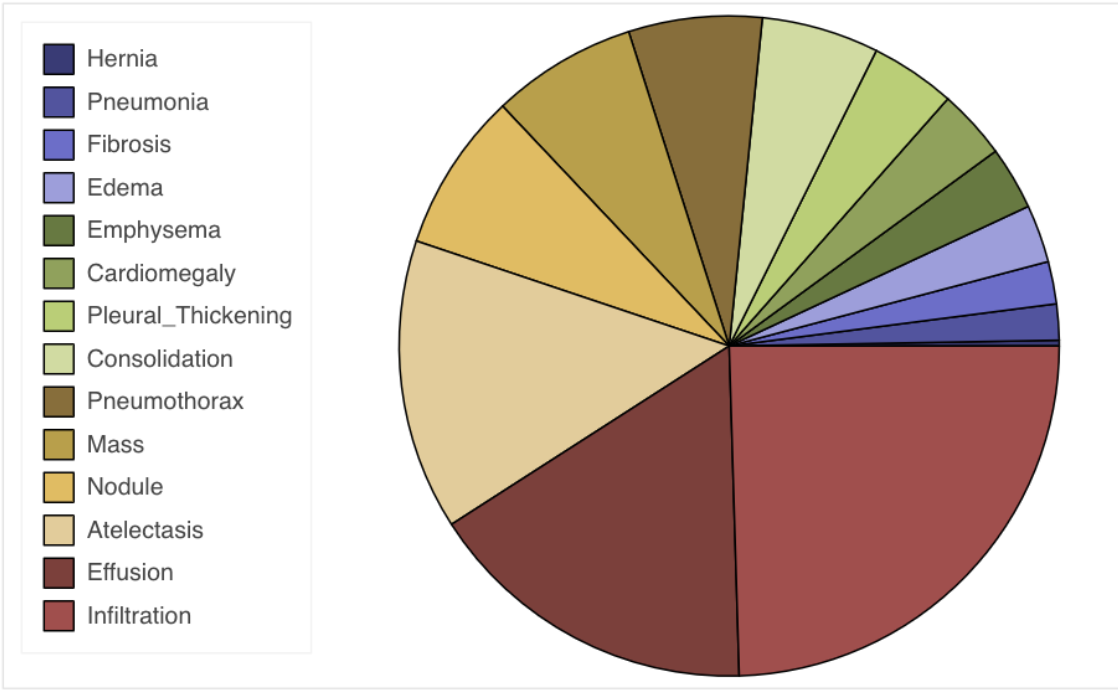 Hernia
Pneumonia
Fibrosis
Edema
Emphysema
Cardiomegaly
Pleural_Thickening
Consolidation
Pneumothorax
Mass
Nodule
Atelectasis
Effusion
Infiltration